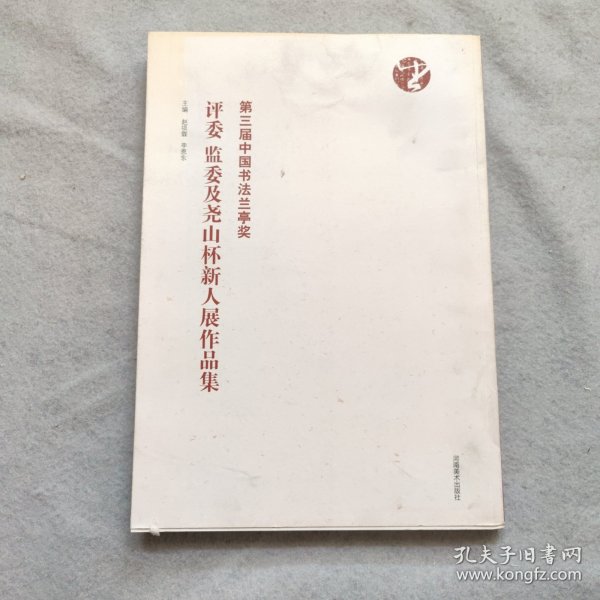 第三届中国书法兰亭奖
评委 监委及尧山杯新人展作品集
主编
河南美术出版社
孔夫子旧书网
www.kongfz.com